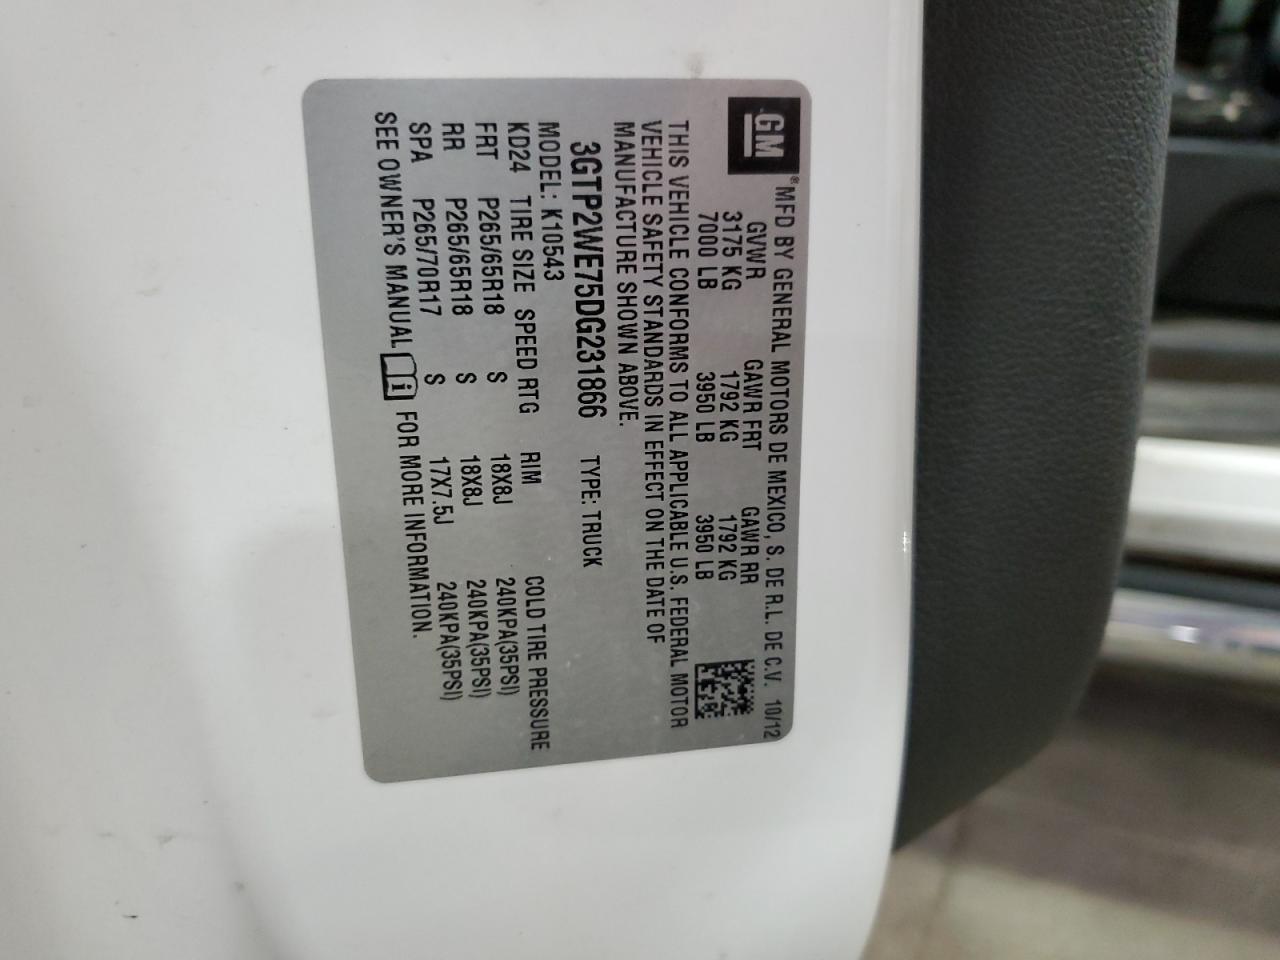 GM
® MFD BY GENERAL MOTORS DE MEXICO, S. DE R.L. DE C.V. 10/12
GVWR GAWR FRT GAWR RR
3175 KG 1792 KG 1792 KG
7000 LB 3950 LB 3950 LB
THIS VEHICLE CONFORMS TO ALL APPLICABLE U.S. FEDERAL MOTOR
VEHICLE SAFETY STANDARDS IN EFFECT ON THE DATE OF
MANUFACTURE SHOWN ABOVE.
3GTP2WE75DG231866 TYPE: TRUCK
MODEL: K10543
KD24 TIRE SIZE SPEED RTG RIM COLD TIRE PRESSURE
FRT P265/65R18 S 18X8J 240KPA(35PSI)
RR P265/65R18 S 18X8J 240KPA(35PSI)
SPA P265/70R17 S 17X7.5J 240KPA(35PSI)
SEE OWNER'S MANUAL i FOR MORE INFORMATION.